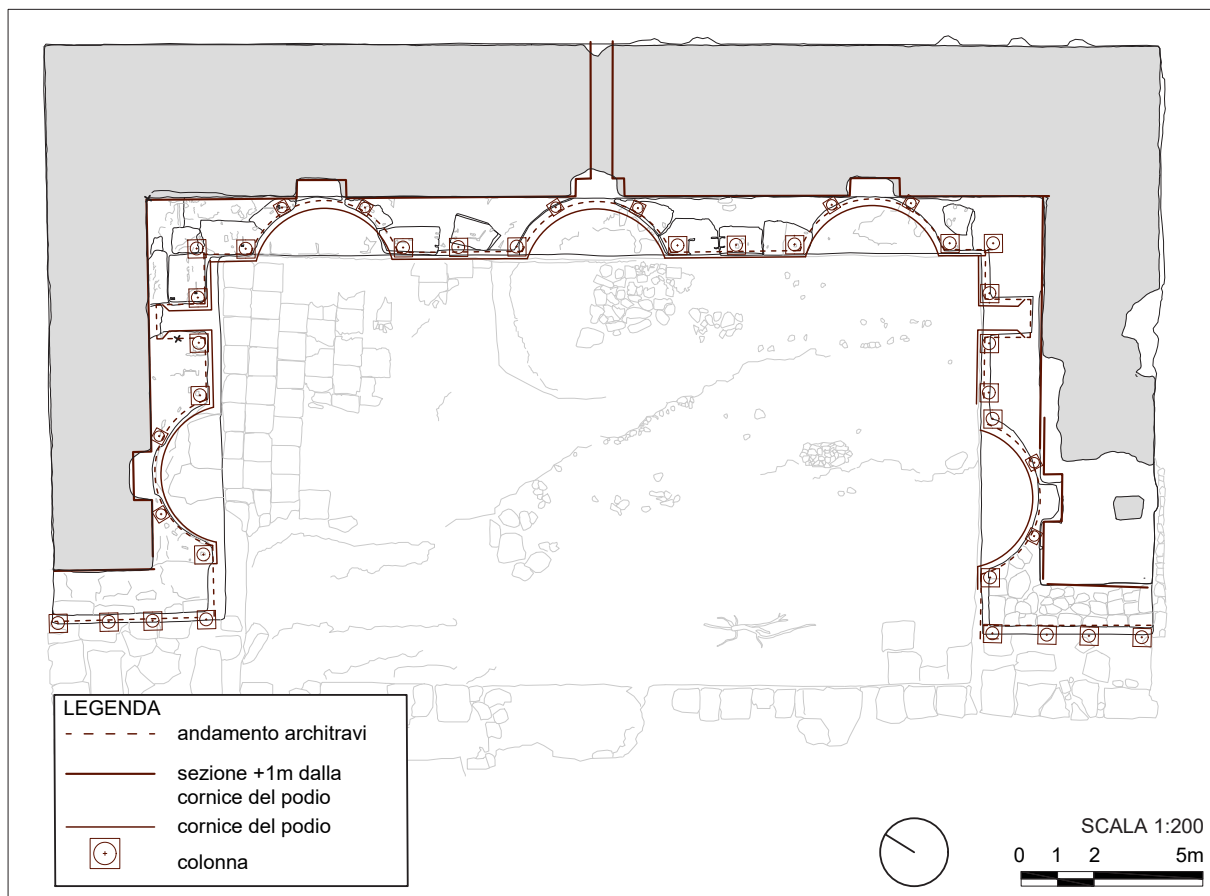 LEGENDA
andamento architravi
sezione +1m dalla
cornice del podio
cornice del podio
colonna
SCALA 1:200
0 1 2 5m